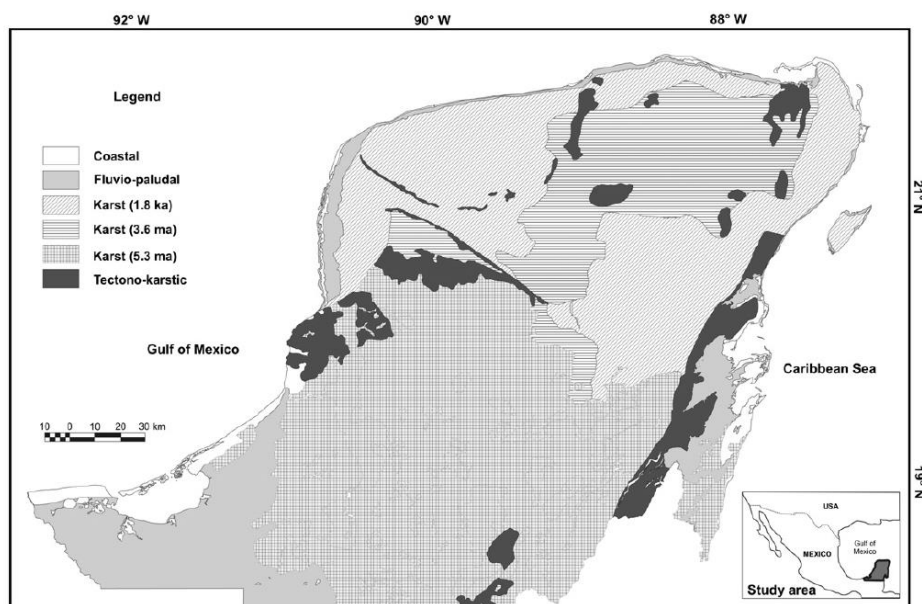 92° W 90° W 88° W
Legend
Coastal
Fluvio-paludal
Karst (1.8 ka)
Karst (3.6 ma)
Karst (5.3 ma)
Tectono-karstic
21° N
Gulf of Mexico
Caribbean Sea
10 0 10 20 30 km
19° N
USA
Gulf of
Mexico
MEXICO
Study area